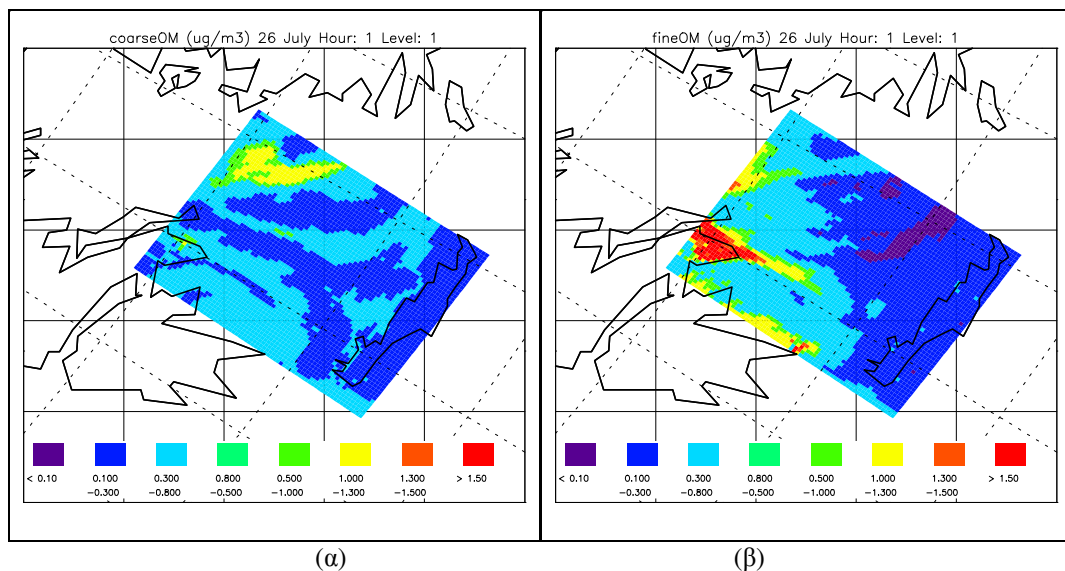 coarseOM (ug/m3) 26 July Hour: 1 Level: 1
< 0.10 0.100 0.300 0.800 0.500 1.000 1.300 > 1.50
−0.300 −0.800 −0.500 −1.000 −1.300 −1.500
(α)
fineOM (ug/m3) 26 July Hour: 1 Level: 1
< 0.10 0.100 0.300 0.800 0.500 1.000 1.300 > 1.50
−0.300 −0.800 −0.500 −1.000 −1.300 −1.500
(β)